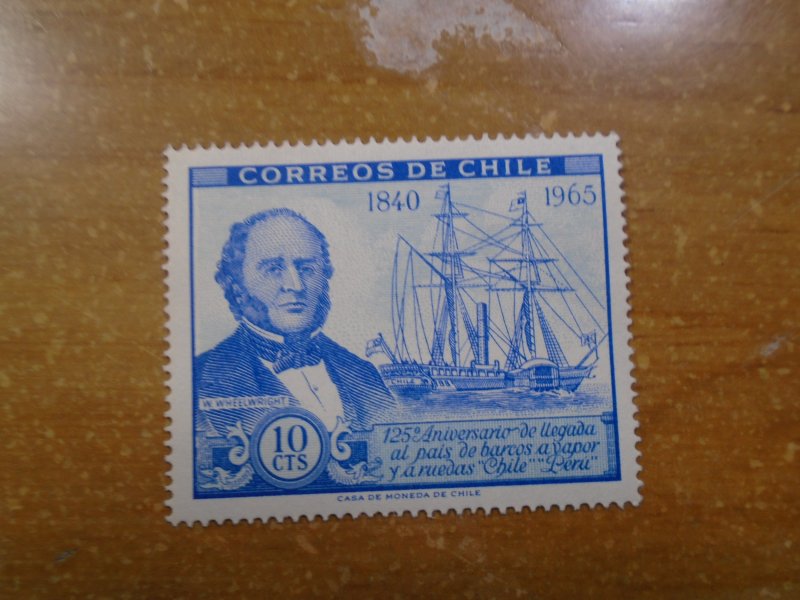 CORREOS DE CHILE
1840 1965
CHILE
W. WHEELWRIGHT
10
CTS
125º Aniversario de llegada
al país de barcos a vapor
y a ruedas "Chile" "Perú"
CASA DE MONEDA DE CHILE